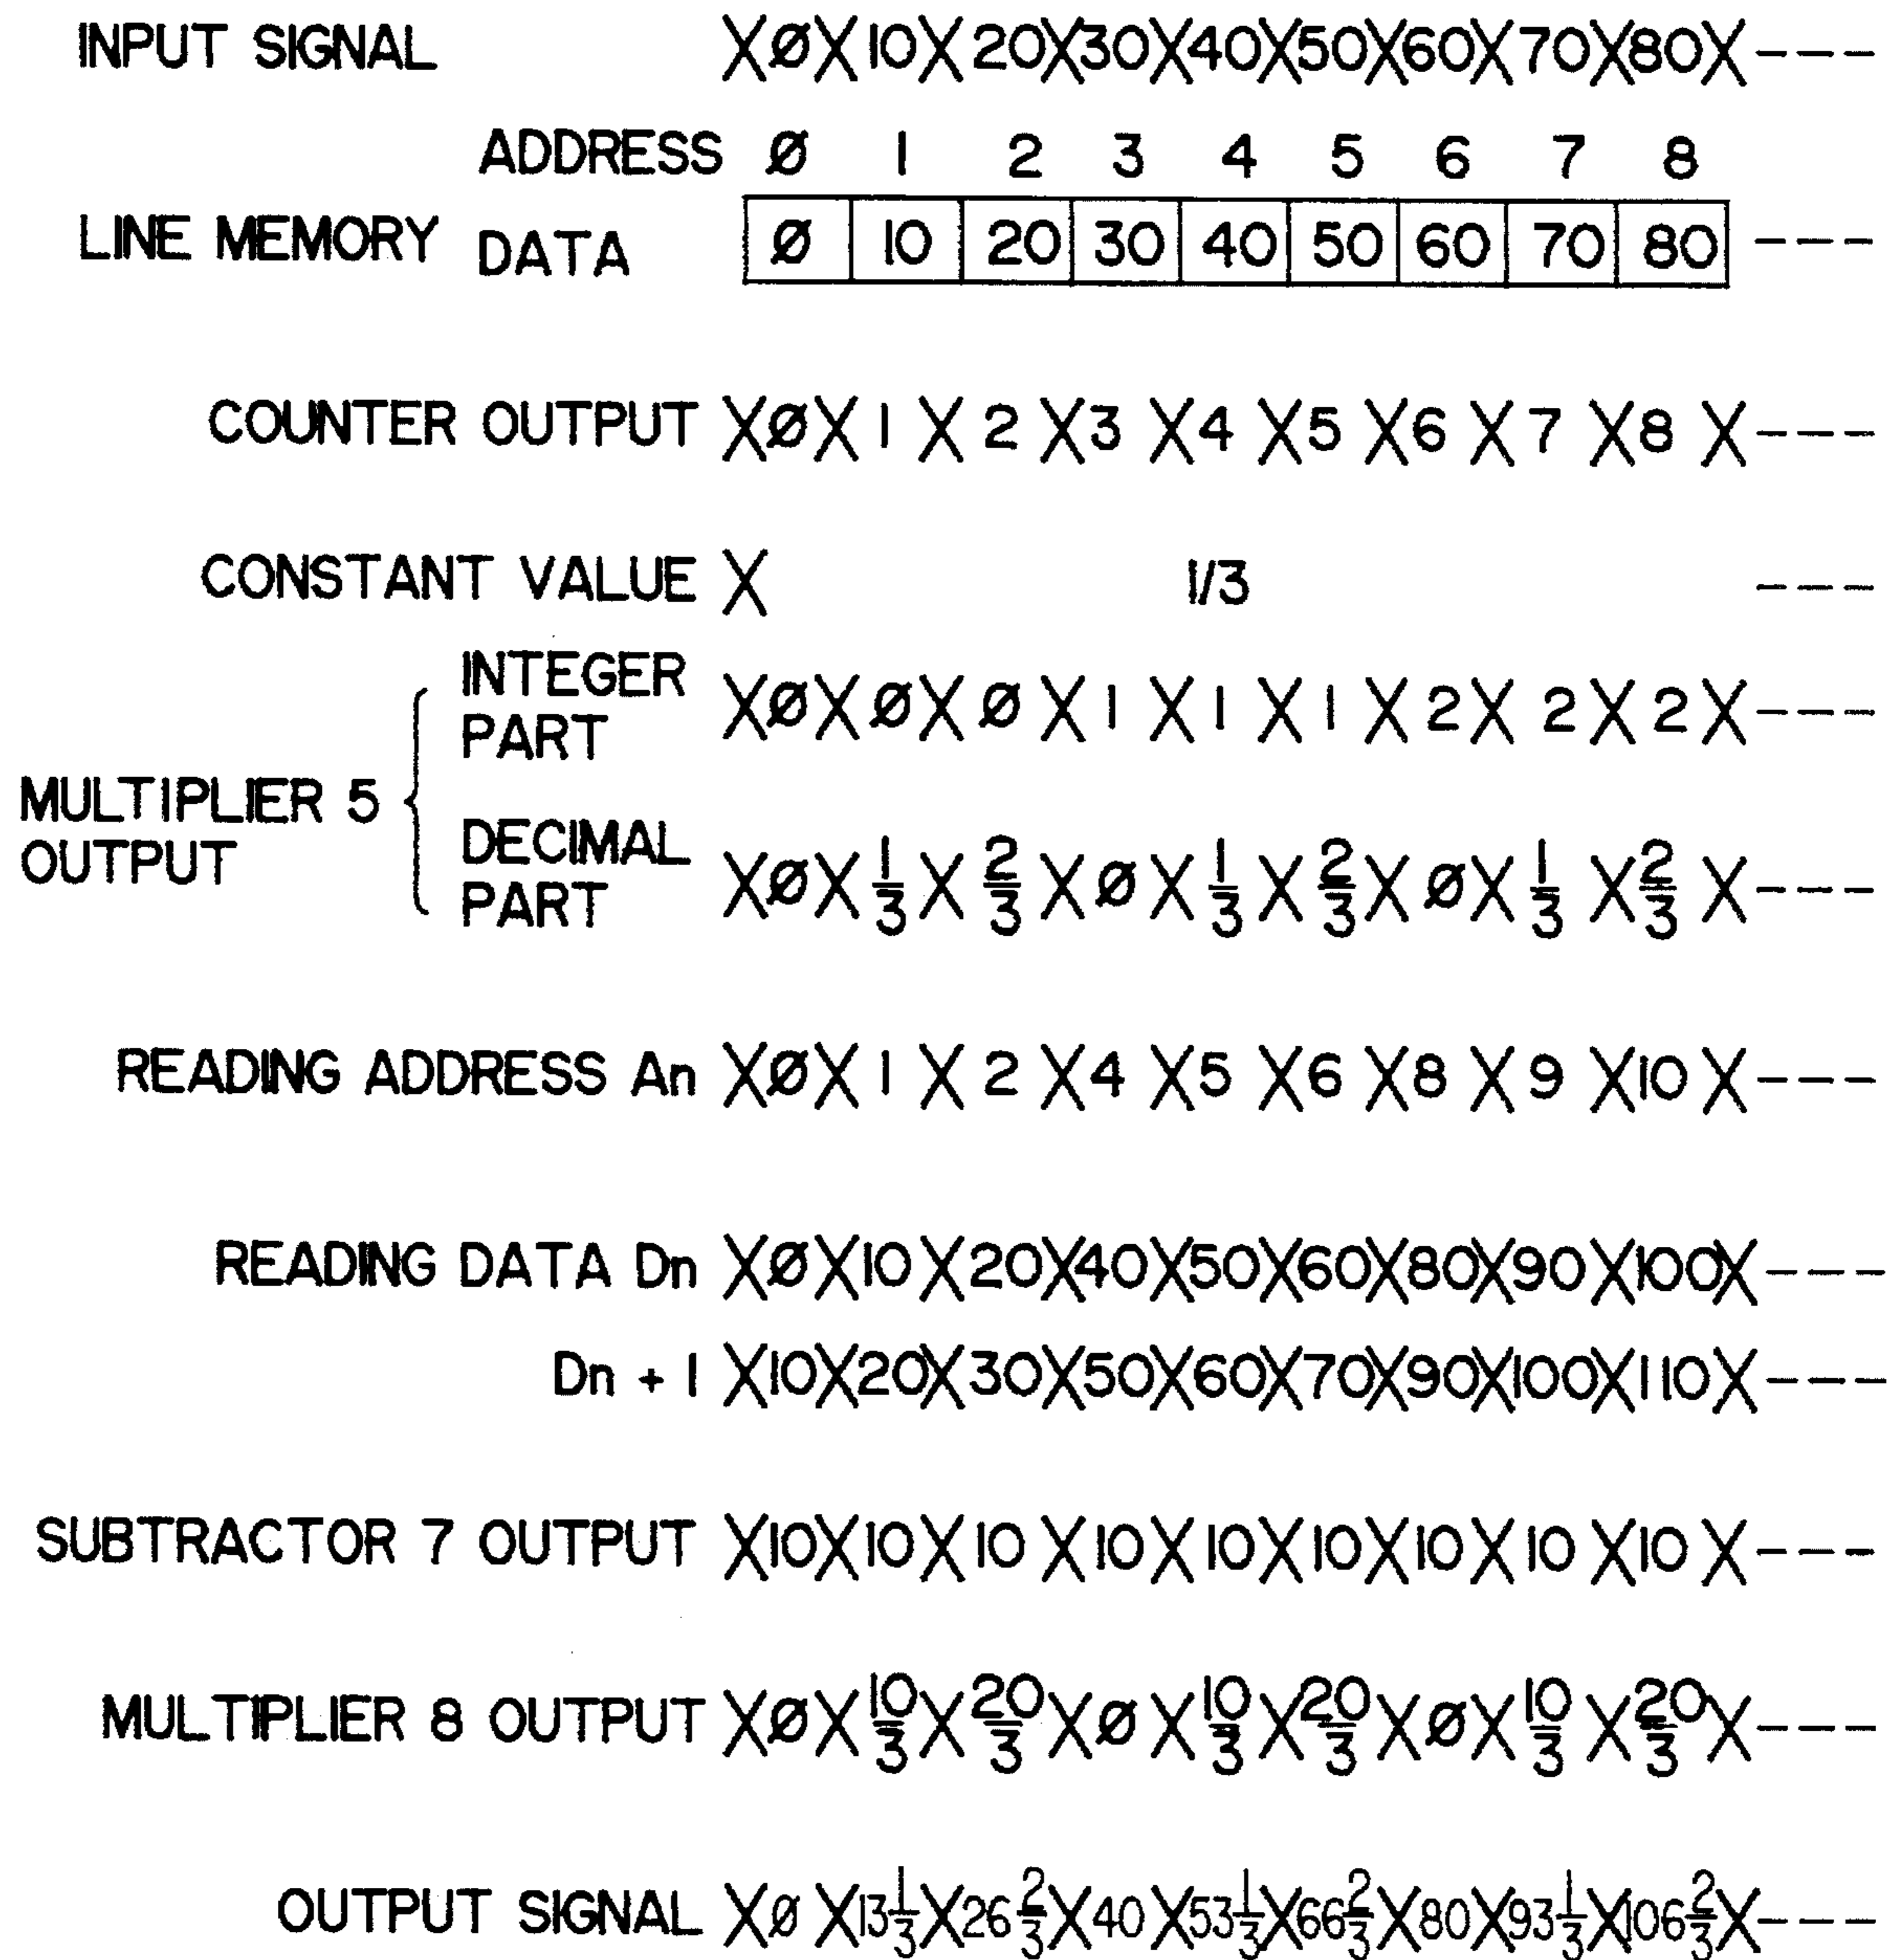 INPUT SIGNAL XØX10X20X30X40X50X60X70X80X---
ADDRESS Ø 1 2 3 4 5 6 7 8
LINE MEMORY DATA Ø 10 20 30 40 50 60 70 80 ---
COUNTER OUTPUT XØX1X2X3X4X5X6X7X8X---
CONSTANT VALUE X 1/3 ---
INTEGER
PART XØXØXØX1X1X1X2X2X2X---
MULTIPLIER 5
OUTPUT
DECIMAL
PART XØX1/3X2/3XØX1/3X2/3XØX1/3X2/3X---
READING ADDRESS An XØX1X2X4X5X6X8X9X10X---
READING DATA Dn XØX10X20X40X50X60X80X90X100X---
Dn + 1 X10X20X30X50X60X70X90X100X110X---
SUBTRACTOR 7 OUTPUT X10X10X10X10X10X10X10X10X10X---
MULTIPLIER 8 OUTPUT XØX10/3X20/3XØX10/3X20/3XØX10/3X20/3X---
OUTPUT SIGNAL XØX13 1/3X26 2/3X40X53 1/3X66 2/3X80X93 1/3X106 2/3X---